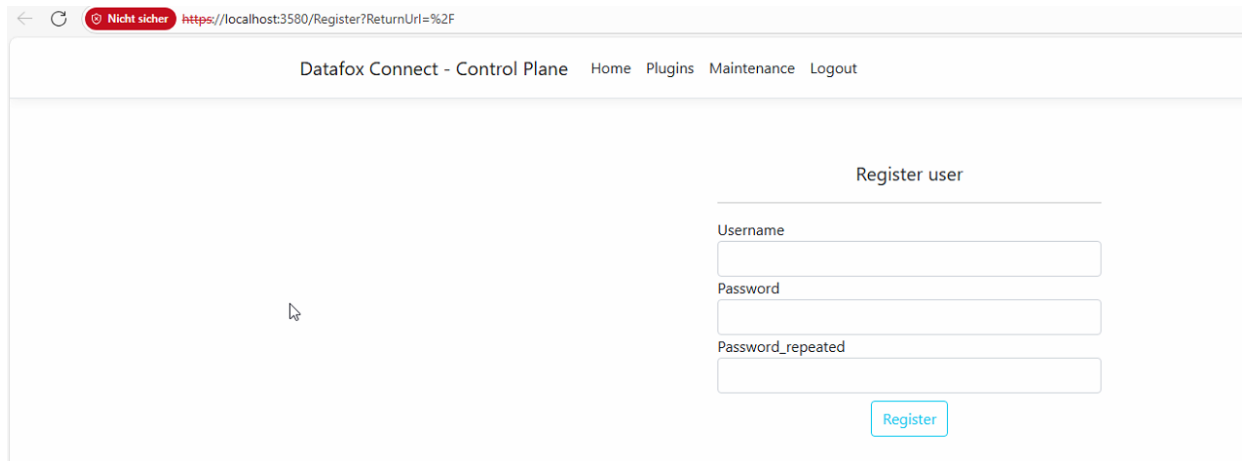 Nicht sicher https://localhost:3580/Register?ReturnUrl=%2F
Datafox Connect - Control Plane Home Plugins Maintenance Logout
Register user
Username
Password
Password_repeated
Register